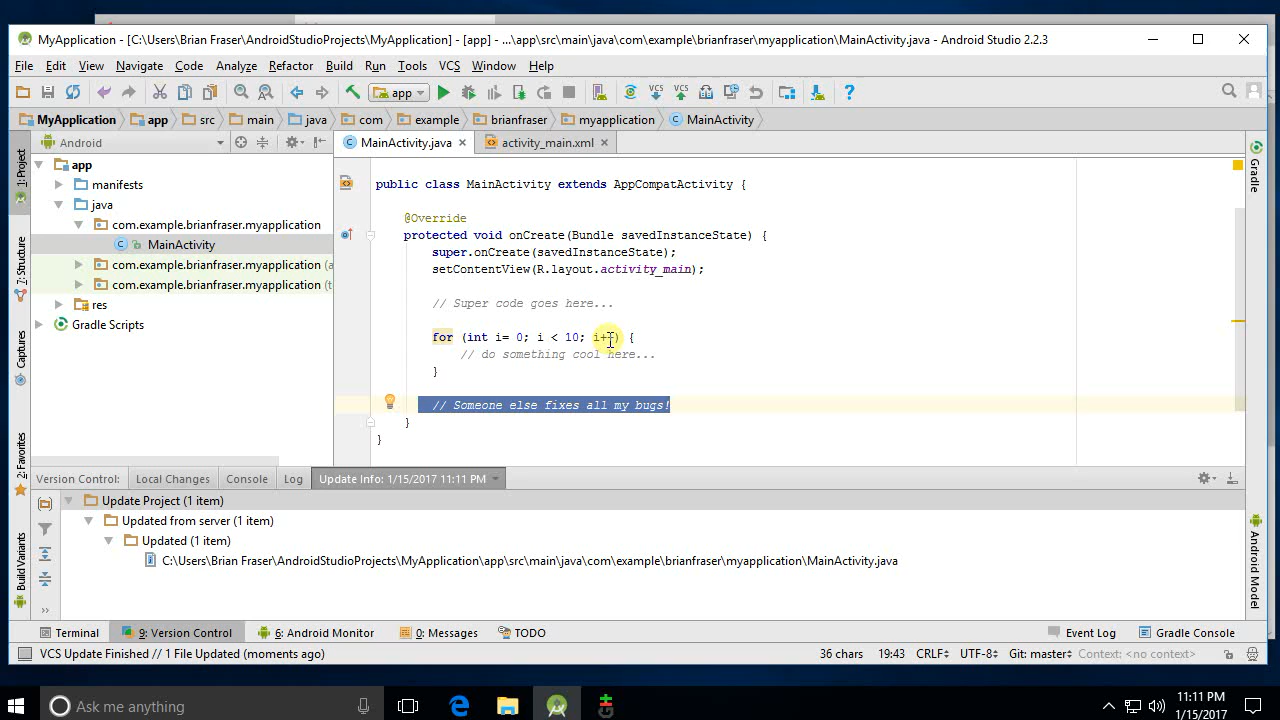 MyApplication - [C:\Users\Brian Fraser\AndroidStudioProjects\MyApplication] - [app] - ...\app\src\main\java\com\example\brianfraser\myapplication\MainActivity.java - Android Studio 2.2.3
File Edit View Navigate Code Analyze Refactor Build Run Tools VCS Window Help
app
MyApplication app src main java com example brianfraser myapplication MainActivity
1: Project
7: Structure
Captures
2: Favorites
Build Variants
Android
app
manifests
java
com.example.brianfraser.myapplication
MainActivity
com.example.brianfraser.myapplication (a
com.example.brianfraser.myapplication (t
res
Gradle Scripts
MainActivity.java activity_main.xml
public class MainActivity extends AppCompatActivity {
@Override
protected void onCreate(Bundle savedInstanceState) {
super.onCreate(savedInstanceState);
setContentView(R.layout.activity_main);
// Super code goes here...
for (int i= 0; i < 10; i++) {
// do something cool here...
}
// Someone else fixes all my bugs!
}
}
Gradle
Android Model
Version Control: Local Changes Console Log Update Info: 1/15/2017 11:11 PM
Update Project (1 item)
Updated from server (1 item)
Updated (1 item)
C:\Users\Brian Fraser\AndroidStudioProjects\MyApplication\app\src\main\java\com\example\brianfraser\myapplication\MainActivity.java
Terminal 9: Version Control 6: Android Monitor 0: Messages TODO Event Log Gradle Console
VCS Update Finished // 1 File Updated (moments ago) 36 chars 19:43 CRLF÷ UTF-8÷ Git: master÷ Context: <no context>
Ask me anything
11:11 PM
1/15/2017